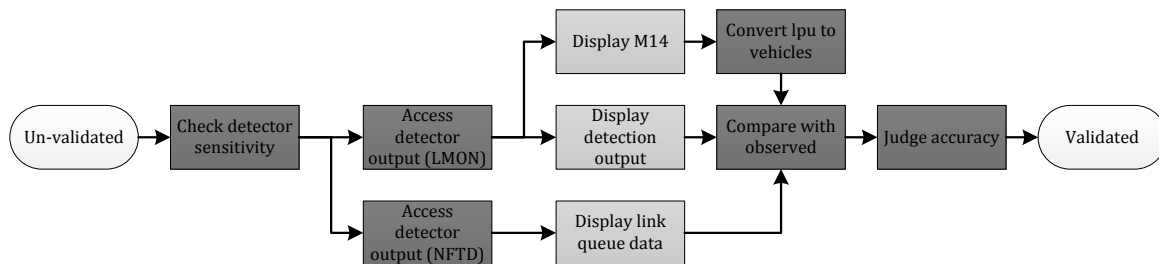 Un-validated
Check detector
sensitivity
Access
detector
output (LMON)
Access
detector
output (NFTD)
Display M14
Display
detection
output
Display link
queue data
Convert lpu to
vehicles
Compare with
observed
Judge accuracy
Validated